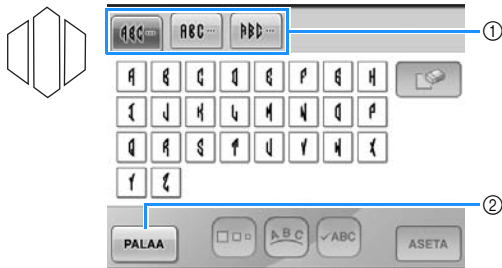 ABC··· ABC··· ABC··· ①
A B C D E F G H
I J K L M N O P
Q R S T U V W X
Y Z
②
PALAA ABC ✓ABC ASETA